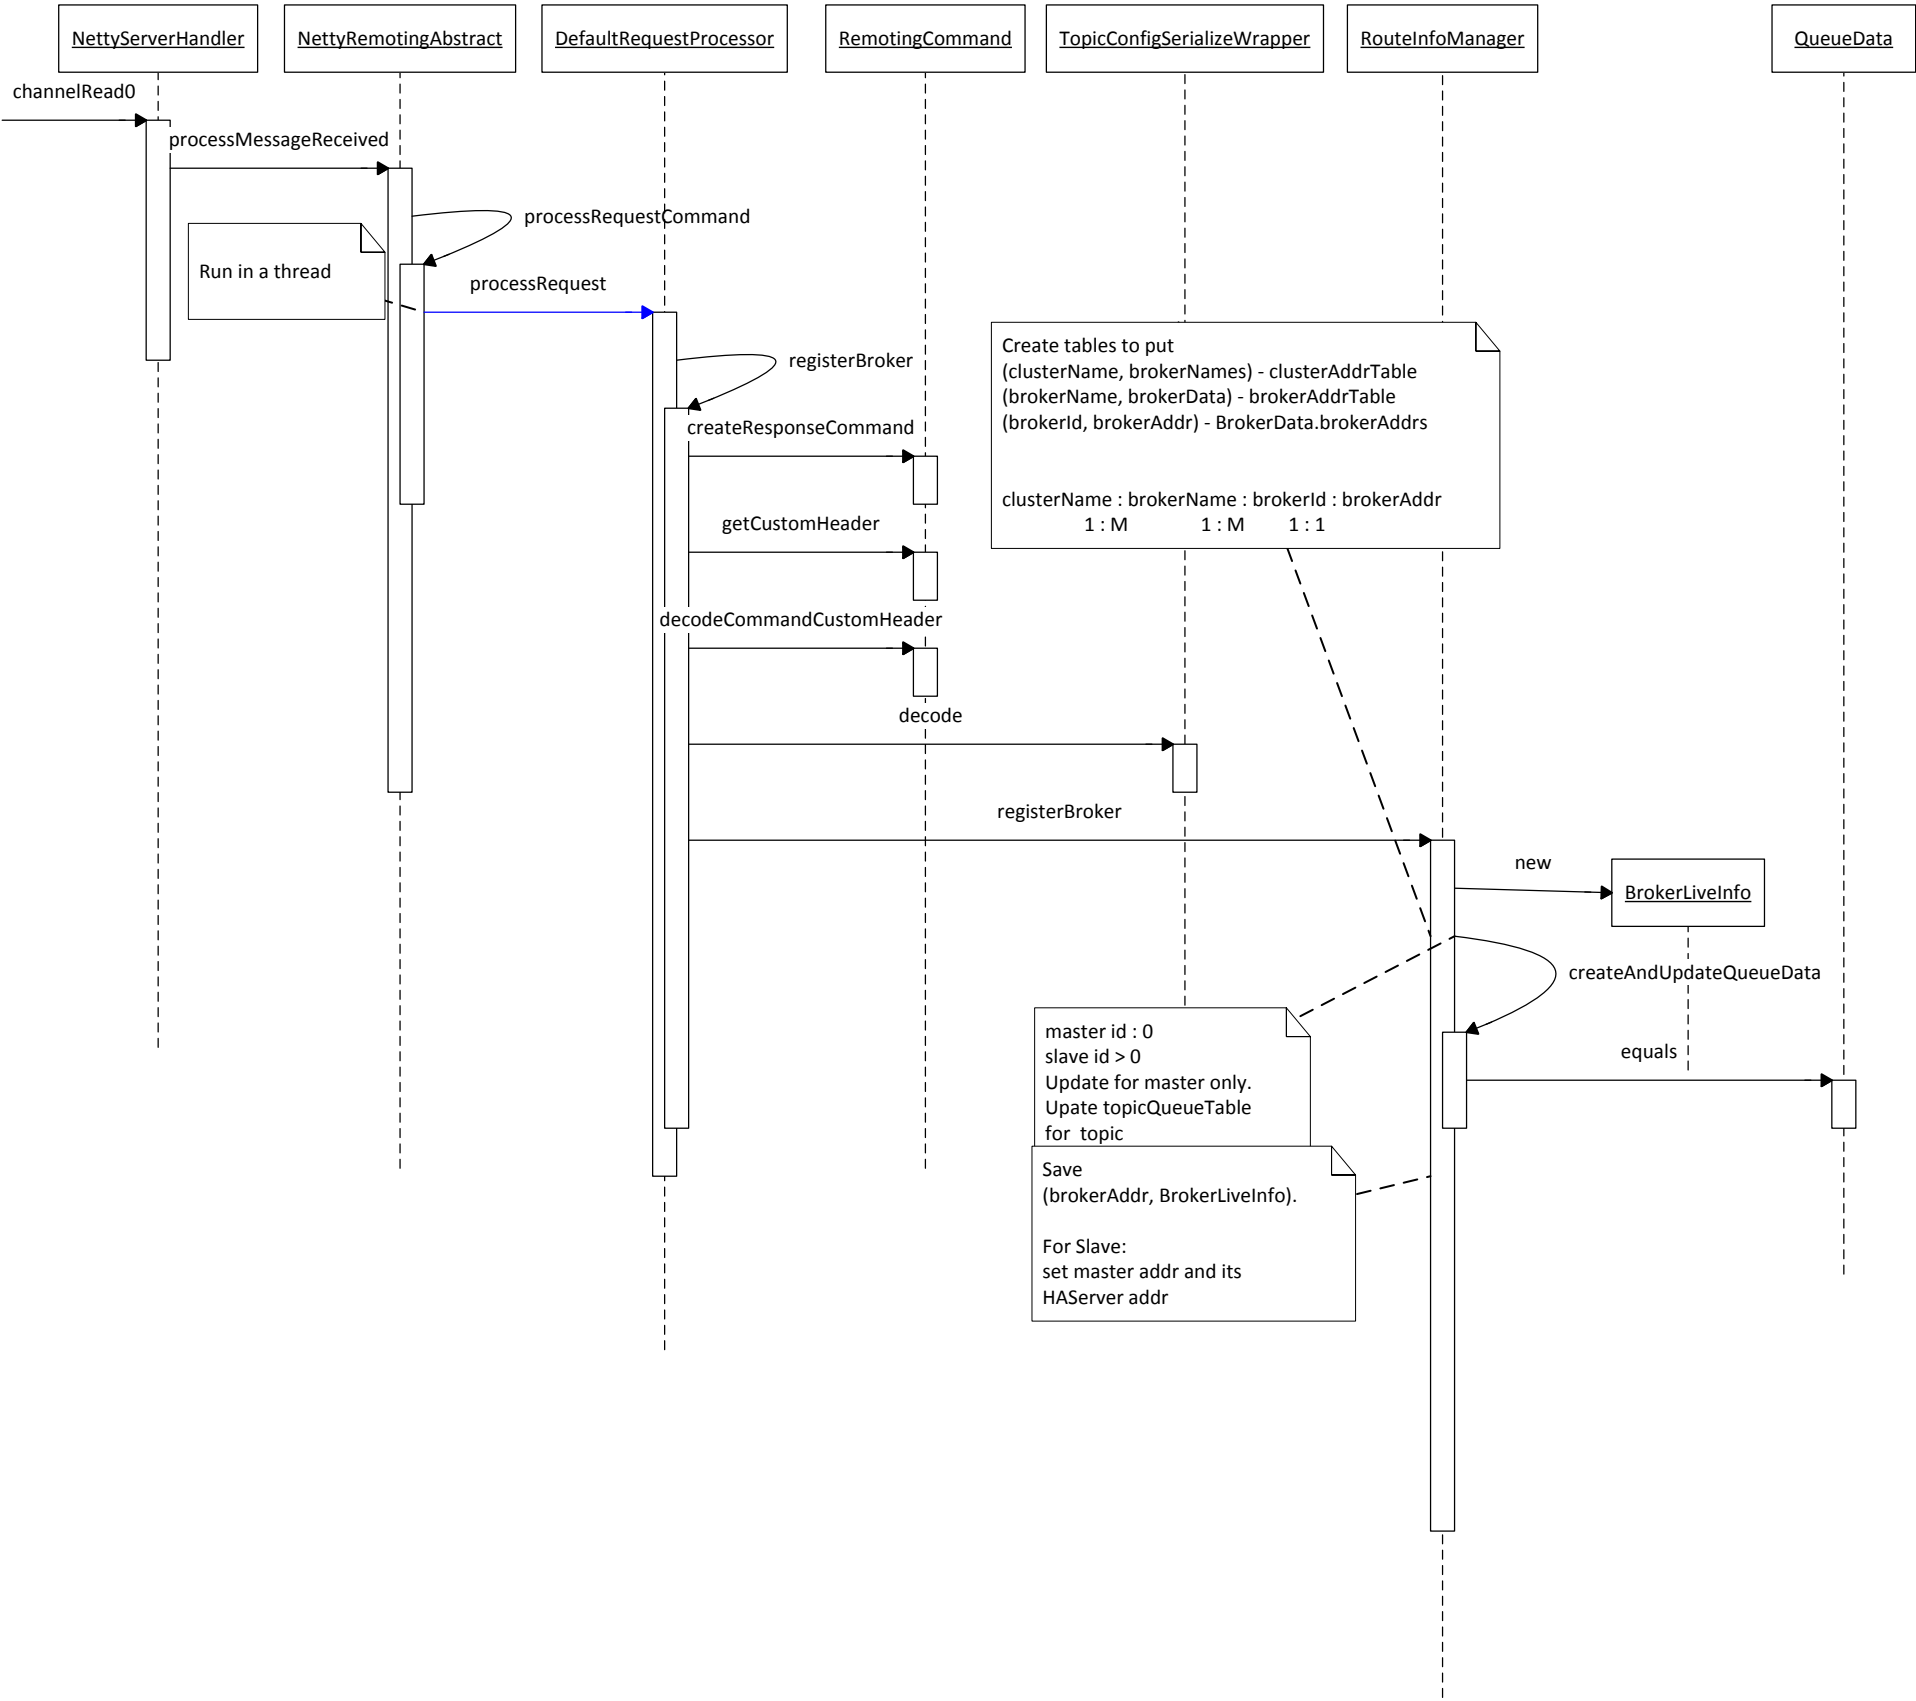 NettyServerHandler
NettyRemotingAbstract
DefaultRequestProcessor
RemotingCommand
TopicConfigSerializeWrapper
RouteInfoManager
QueueData
channelRead0
processMessageReceived
processRequestCommand
Run in a thread
processRequest
Create tables to put
(clusterName, brokerNames) - clusterAddrTable
(brokerName, brokerData) - brokerAddrTable
(brokerId, brokerAddr) - BrokerData.brokerAddrs
clusterName : brokerName : brokerId : brokerAddr
1 : M 1 : M 1 : 1
registerBroker
createResponseCommand
getCustomHeader
decodeCommandCustomHeader
decode
registerBroker
new
BrokerLiveInfo
createAndUpdateQueueData
master id : 0
slave id > 0
Update for master only.
Upate topicQueueTable
for topic
equals
Save
(brokerAddr, BrokerLiveInfo).
For Slave:
set master addr and its
HAServer addr